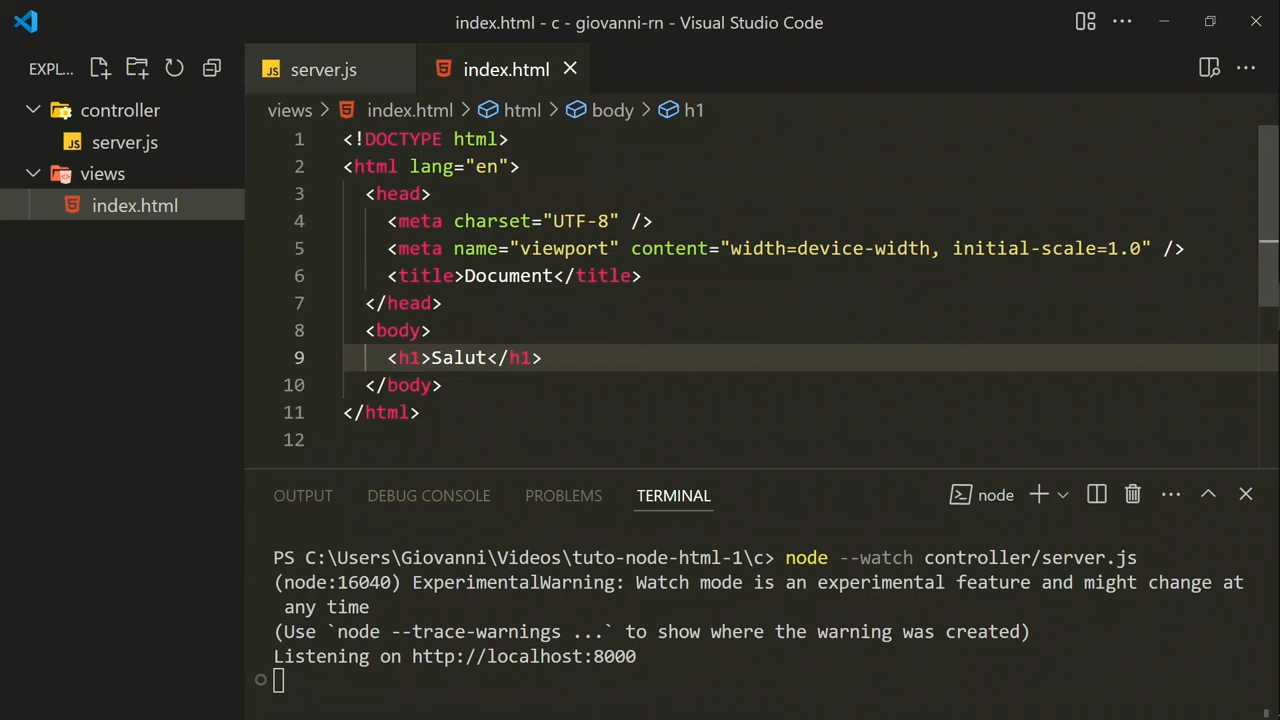 index.html - c - giovanni-rn - Visual Studio Code
EXPL...
controller
JS server.js
views
index.html
JS server.js
index.html
views > index.html > html > body > h1
1 <!DOCTYPE html>
2 <html lang="en">
3 <head>
4 <meta charset="UTF-8" />
5 <meta name="viewport" content="width=device-width, initial-scale=1.0" />
6 <title>Document</title>
7 </head>
8 <body>
9 <h1>Salut</h1>
10 </body>
11 </html>
12
OUTPUT DEBUG CONSOLE PROBLEMS TERMINAL node
PS C:\Users\Giovanni\Videos\tuto-node-html-1\c> node --watch controller/server.js
(node:16040) ExperimentalWarning: Watch mode is an experimental feature and might change at
any time
(Use `node --trace-warnings ...` to show where the warning was created)
Listening on http://localhost:8000